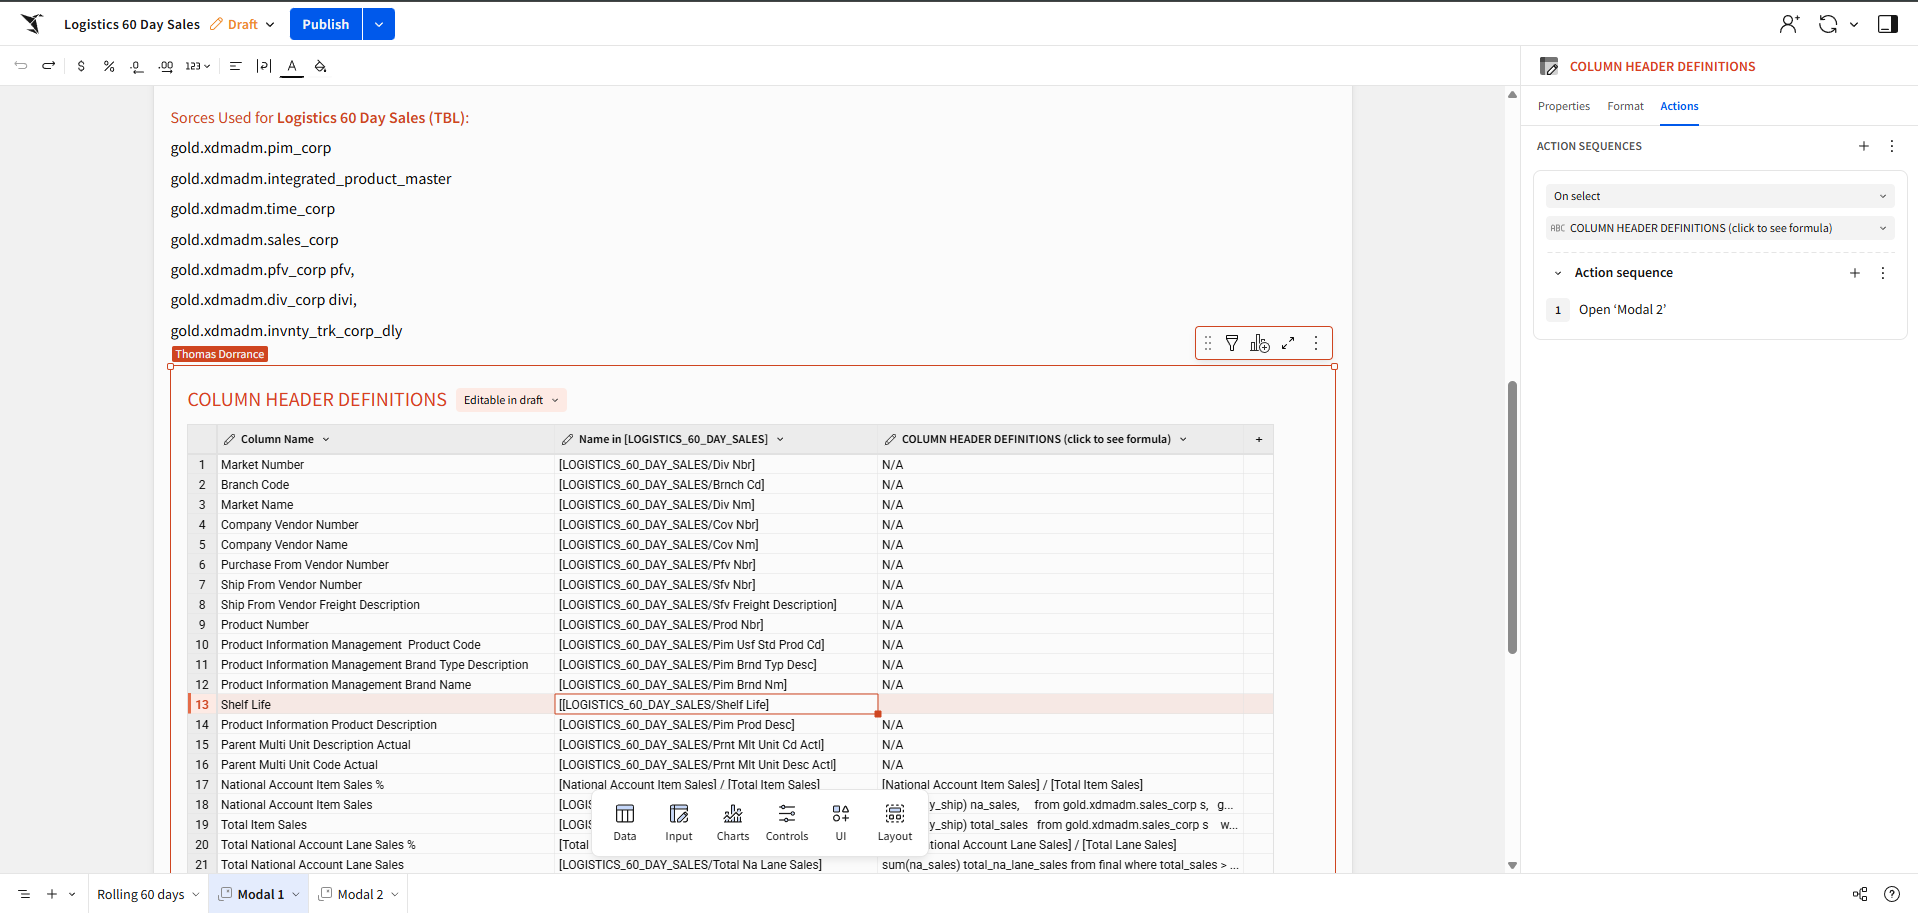 Logistics 60 Day Sales Draft Publish
$ % .0 .00 123 A
COLUMN HEADER DEFINITIONS
Properties Format Actions
ACTION SEQUENCES
On select
ABC COLUMN HEADER DEFINITIONS (click to see formula)
Action sequence
1 Open ‘Modal 2’
Sorces Used for Logistics 60 Day Sales (TBL):
gold.xdmadm.pim_corp
gold.xdmadm.integrated_product_master
gold.xdmadm.time_corp
gold.xdmadm.sales_corp
gold.xdmadm.pfv_corp pfv,
gold.xdmadm.div_corp divi,
gold.xdmadm.invnty_trk_corp_dly
Thomas Dorrance
COLUMN HEADER DEFINITIONS Editable in draft
Column Name Name in [LOGISTICS_60_DAY_SALES] COLUMN HEADER DEFINITIONS (click to see formula) +
1 Market Number [LOGISTICS_60_DAY_SALES/Div Nbr] N/A
2 Branch Code [LOGISTICS_60_DAY_SALES/Brnch Cd] N/A
3 Market Name [LOGISTICS_60_DAY_SALES/Div Nm] N/A
4 Company Vendor Number [LOGISTICS_60_DAY_SALES/Cov Nbr] N/A
5 Company Vendor Name [LOGISTICS_60_DAY_SALES/Cov Nm] N/A
6 Purchase From Vendor Number [LOGISTICS_60_DAY_SALES/Pfv Nbr] N/A
7 Ship From Vendor Number [LOGISTICS_60_DAY_SALES/Sfv Nbr] N/A
8 Ship From Vendor Freight Description [LOGISTICS_60_DAY_SALES/Sfv Freight Description] N/A
9 Product Number [LOGISTICS_60_DAY_SALES/Prod Nbr] N/A
10 Product Information Management  Product Code [LOGISTICS_60_DAY_SALES/Pim Usf Std Prod Cd] N/A
11 Product Information Management Brand Type Description [LOGISTICS_60_DAY_SALES/Pim Brnd Typ Desc] N/A
12 Product Information Management Brand Name [LOGISTICS_60_DAY_SALES/Pim Brnd Nm] N/A
13 Shelf Life [[LOGISTICS_60_DAY_SALES/Shelf Life]
14 Product Information Product Description [LOGISTICS_60_DAY_SALES/Pim Prod Desc] N/A
15 Parent Multi Unit Description Actual [LOGISTICS_60_DAY_SALES/Prnt Mlt Unit Cd Actl] N/A
16 Parent Multi Unit Code Actual [LOGISTICS_60_DAY_SALES/Prnt Mlt Unit Desc Actl] N/A
17 National Account Item Sales % [National Account Item Sales] / [Total Item Sales] [National Account Item Sales] / [Total Item Sales]
18 National Account Item Sales [LOGIS y_ship) na_sales, from gold.xdmadm.sales_corp s, g...
19 Total Item Sales [LOGIS y_ship) total_sales from gold.xdmadm.sales_corp s w...
20 Total National Account Lane Sales % [Total tional Account Lane Sales] / [Total Lane Sales]
21 Total National Account Lane Sales [LOGISTICS_60_DAY_SALES/Total Na Lane Sales] sum(na_sales) total_na_lane_sales from final where total_sales > ...
Data Input Charts Controls UI Layout
Rolling 60 days Modal 1 Modal 2